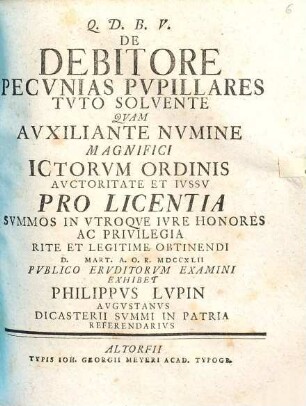 Q. D. B. V.
DE
DEBITORE
PECVNIAS PVPILLARES
TVTO SOLVENTE
QVAM
AVXILIANTE NVMINE
MAGNIFICI
ICTORVM ORDINIS
AVCTORITATE ET IVSSV
PRO LICENTIA
SVMMOS IN VTROQVE IVRE HONORES
AC PRIVILEGIA
RITE ET LEGITIME OBTINENDI
D. MART. A. O. R. MDCCXLII
PVBLICO ERVDITORVM EXAMINI
EXHIBET
PHILIPPVS LVPIN
AVGVSTANVS
DICASTERII SVMMI IN PATRIA
REFERENDARIVS
ALTORFII
TYPIS IOH. GEORGII MEYERI ACAD. TYPOGR.
6